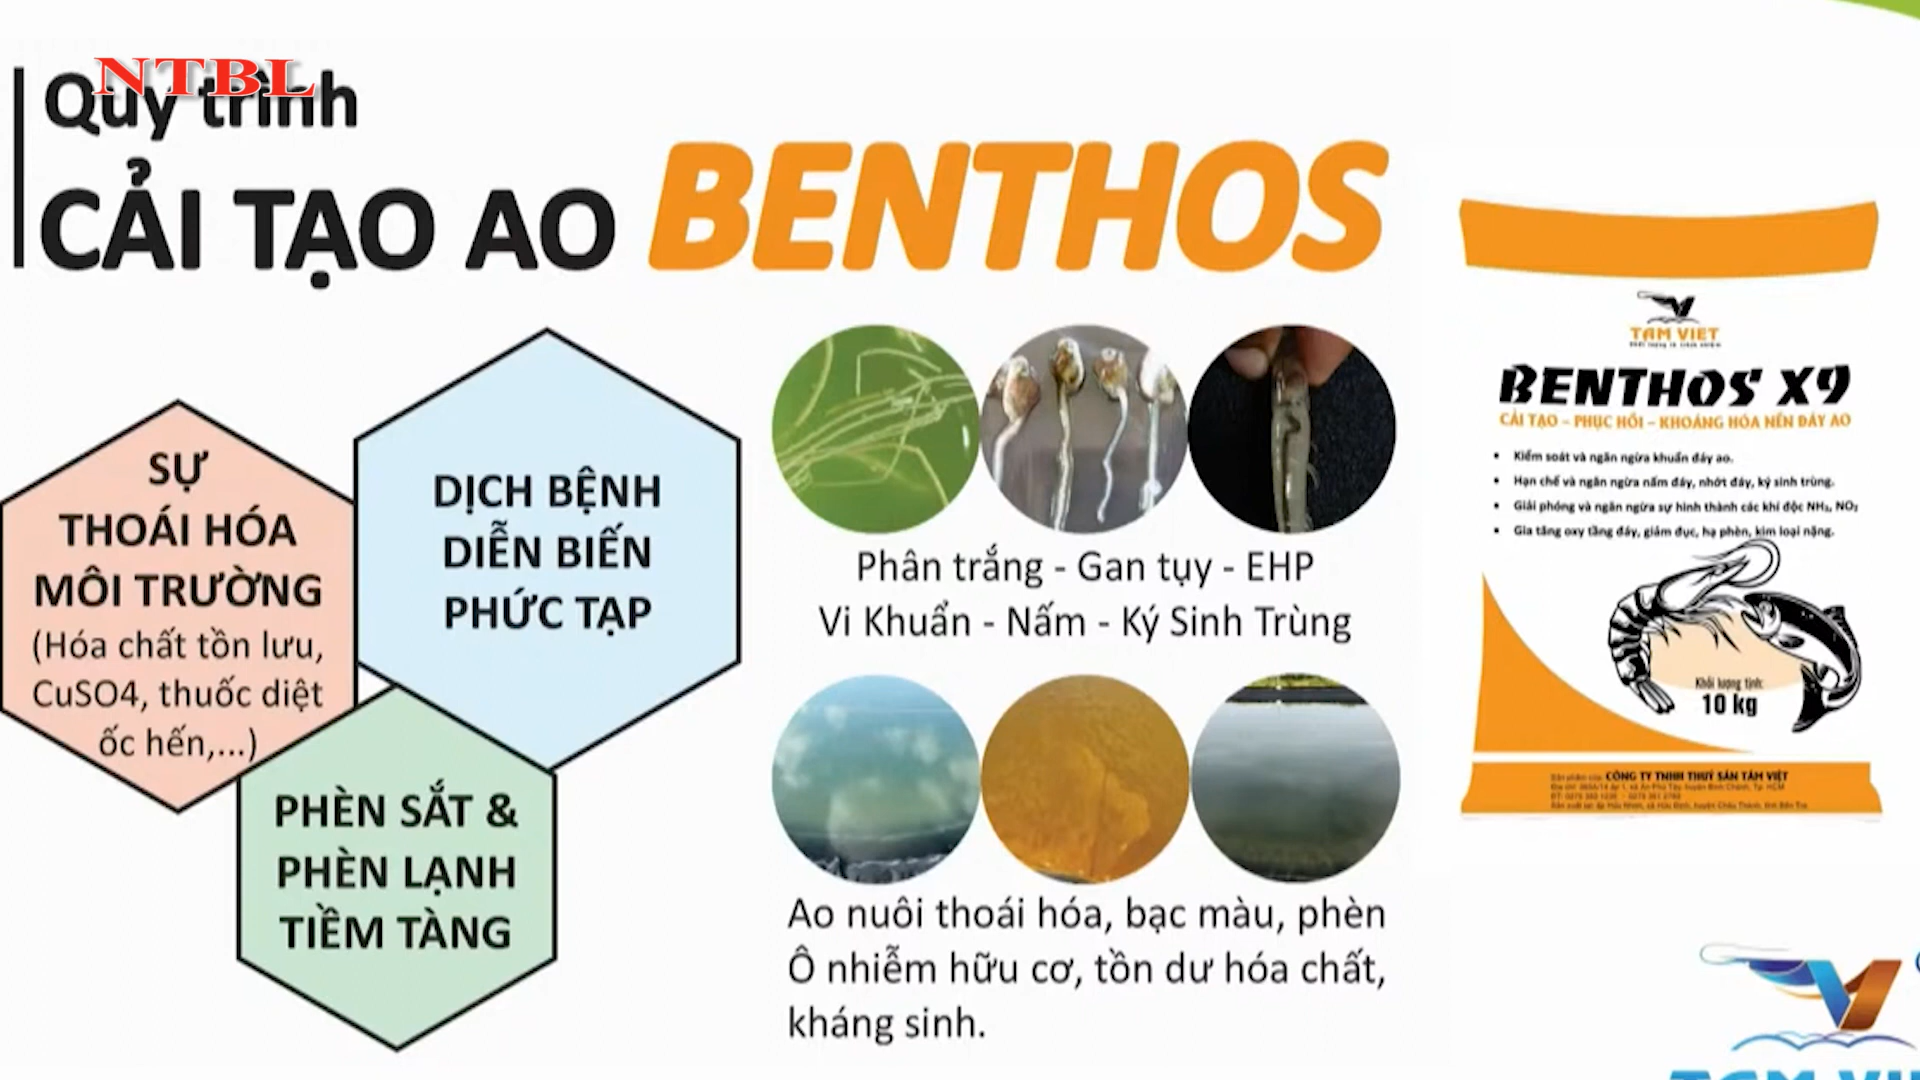 NTBL
Quy trình
CẢI TẠO AO BENTHOS
SỰ
THOÁI HÓA
MÔI TRƯỜNG
(Hóa chất tồn lưu,
CuSO4, thuốc diệt
ốc hến,...)
DỊCH BỆNH
DIỄN BIẾN
PHỨC TẠP
PHÈN SẮT &
PHÈN LẠNH
TIỀM TÀNG
Phân trắng - Gan tụy - EHP
Vi Khuẩn - Nấm - Ký Sinh Trùng
Ao nuôi thoái hóa, bạc màu, phèn
Ô nhiễm hữu cơ, tồn dư hóa chất,
kháng sinh.
TAM VIET
BENTHOS X9
CẢI TẠO – PHỤC HỒI – KHOÁNG HÓA NỀN ĐÁY AO
• Kiểm soát và ngăn ngừa khuẩn đáy ao.
• Hạn chế và ngăn ngừa nấm đáy, nhớt đáy, ký sinh trùng.
• Giải phóng và ngăn ngừa sự hình thành các khí độc NH₃, NO₂
• Gia tăng oxy tầng đáy, giảm đục, hạ phèn, kim loại nặng.
Khối lượng tịnh:
10 kg
CÔNG TY TNHH THUỶ SẢN TÂM VIỆT